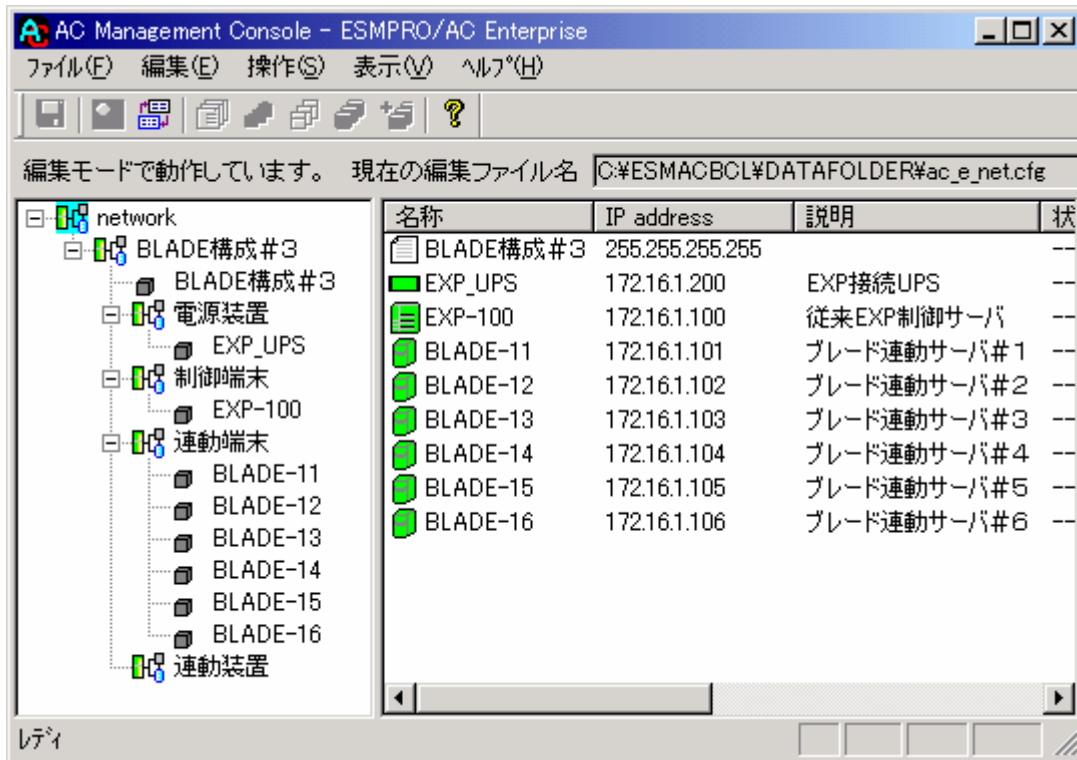 AC Management Console - ESMPRO/AC Enterprise
ファイル(F) 編集(E) 操作(S) 表示(V) ヘルプ(H)
編集モードで動作しています。 現在の編集ファイル名 C:¥ESMACBCL¥DATAFOLDER¥ac_e_net.cfg
network
BLADE構成#3
BLADE構成#3
電源装置
EXP_UPS
制御端末
EXP-100
連動端末
BLADE-11
BLADE-12
BLADE-13
BLADE-14
BLADE-15
BLADE-16
連動装置
名称 IP address 説明 状
BLADE構成#3 255.255.255.255 --
EXP_UPS 172.16.1.200 EXP接続UPS --
EXP-100 172.16.1.100 従来EXP制御サーバ --
BLADE-11 172.16.1.101 ブレード連動サーバ#1 --
BLADE-12 172.16.1.102 ブレード連動サーバ#2 --
BLADE-13 172.16.1.103 ブレード連動サーバ#3 --
BLADE-14 172.16.1.104 ブレード連動サーバ#4 --
BLADE-15 172.16.1.105 ブレード連動サーバ#5 --
BLADE-16 172.16.1.106 ブレード連動サーバ#6 --
レディ